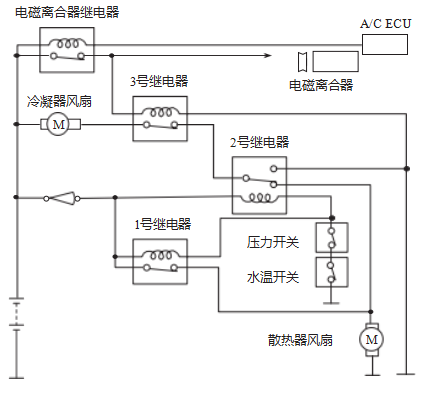 电磁离合器继电器
A/C ECU
3号继电器
电磁离合器
冷凝器风扇
M
2号继电器
1号继电器
压力开关
水温开关
散热器风扇
M